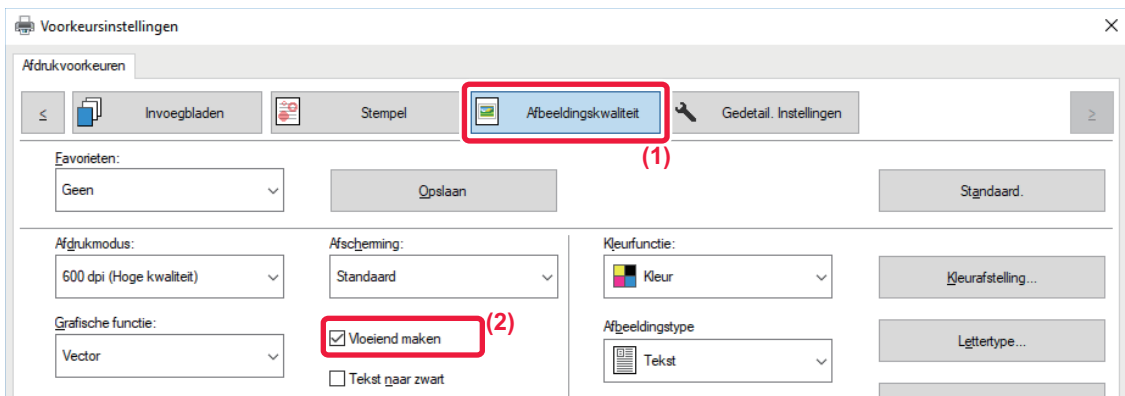 Voorkeursinstellingen
Afdrukvoorkeuren
< Invoegbladen Stempel Afbeeldingskwaliteit Gedetail. Instellingen >
(1)
Favorieten:
Geen Opslaan Standaard.
Afdrukmodus: Afscherming: Kleurfunctie:
600 dpi (Hoge kwaliteit) Standaard Kleur Kleurafstelling...
(2)
Grafische functie: Vloeiend maken Afbeeldingstype Lettertype...
Vector Tekst
Tekst naar zwart